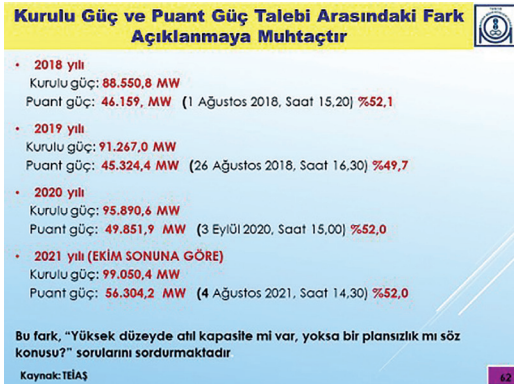 Kurulu Güç ve Puant Güç Talebi Arasındaki Fark
Açıklanmaya Muhtaçtır
• 2018 yılı
Kurulu güç: 88.550,8 MW
Puant güç: 46.159, MW (1 Ağustos 2018, Saat 15,20) %52,1
• 2019 yılı
Kurulu güç: 91.267,0 MW
Puant güç: 45.324,4 MW (26 Ağustos 2018, Saat 16,30) %49,7
• 2020 yılı
Kurulu güç: 95.890,6 MW
Puant güç: 49.851,9 MW (3 Eylül 2020, Saat 15,00) %52,0
• 2021 yılı (EKİM SONUNA GÖRE)
Kurulu güç: 99.050,4 MW
Puant güç: 56.304,2 MW (4 Ağustos 2021, Saat 14,30) %52,0
Bu fark, “Yüksek düzeyde atıl kapasite mi var, yoksa bir plansızlık mı söz
konusu?” sorularını sordurmaktadır.
Kaynak: TEİAŞ
62